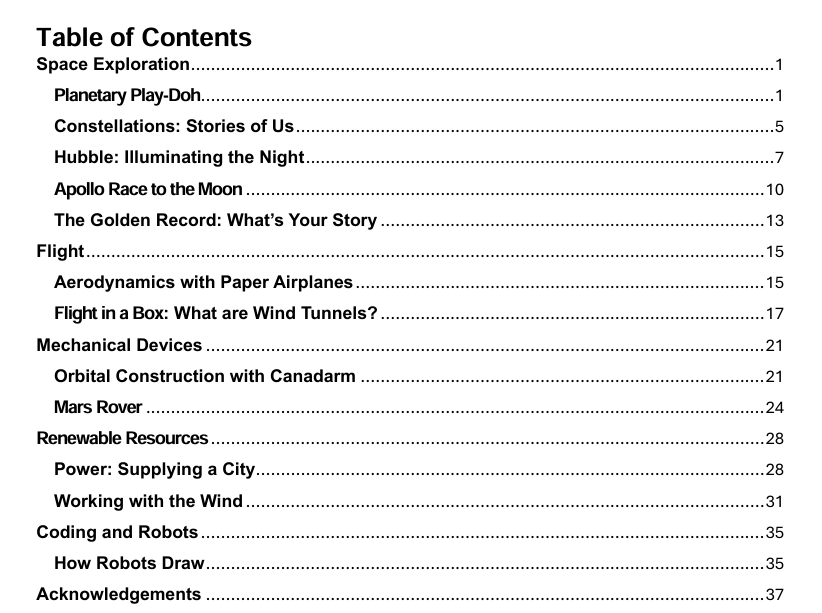 Table of Contents
Space Exploration....................................................................................................................1
Planetary Play-Doh..................................................................................................................1
Constellations: Stories of Us................................................................................................5
Hubble: Illuminating the Night..............................................................................................7
Apollo Race to the Moon ........................................................................................................10
The Golden Record: What’s Your Story .............................................................................13
Flight........................................................................................................................................15
Aerodynamics with Paper Airplanes..................................................................................15
Flight in a Box: What are Wind Tunnels? .............................................................................17
Mechanical Devices ................................................................................................................21
Orbital Construction with Canadarm .................................................................................21
Mars Rover ............................................................................................................................24
Renewable Resources ...............................................................................................................28
Power: Supplying a City......................................................................................................28
Working with the Wind ........................................................................................................31
Coding and Robots .................................................................................................................35
How Robots Draw................................................................................................................35
Acknowledgements ................................................................................................................37